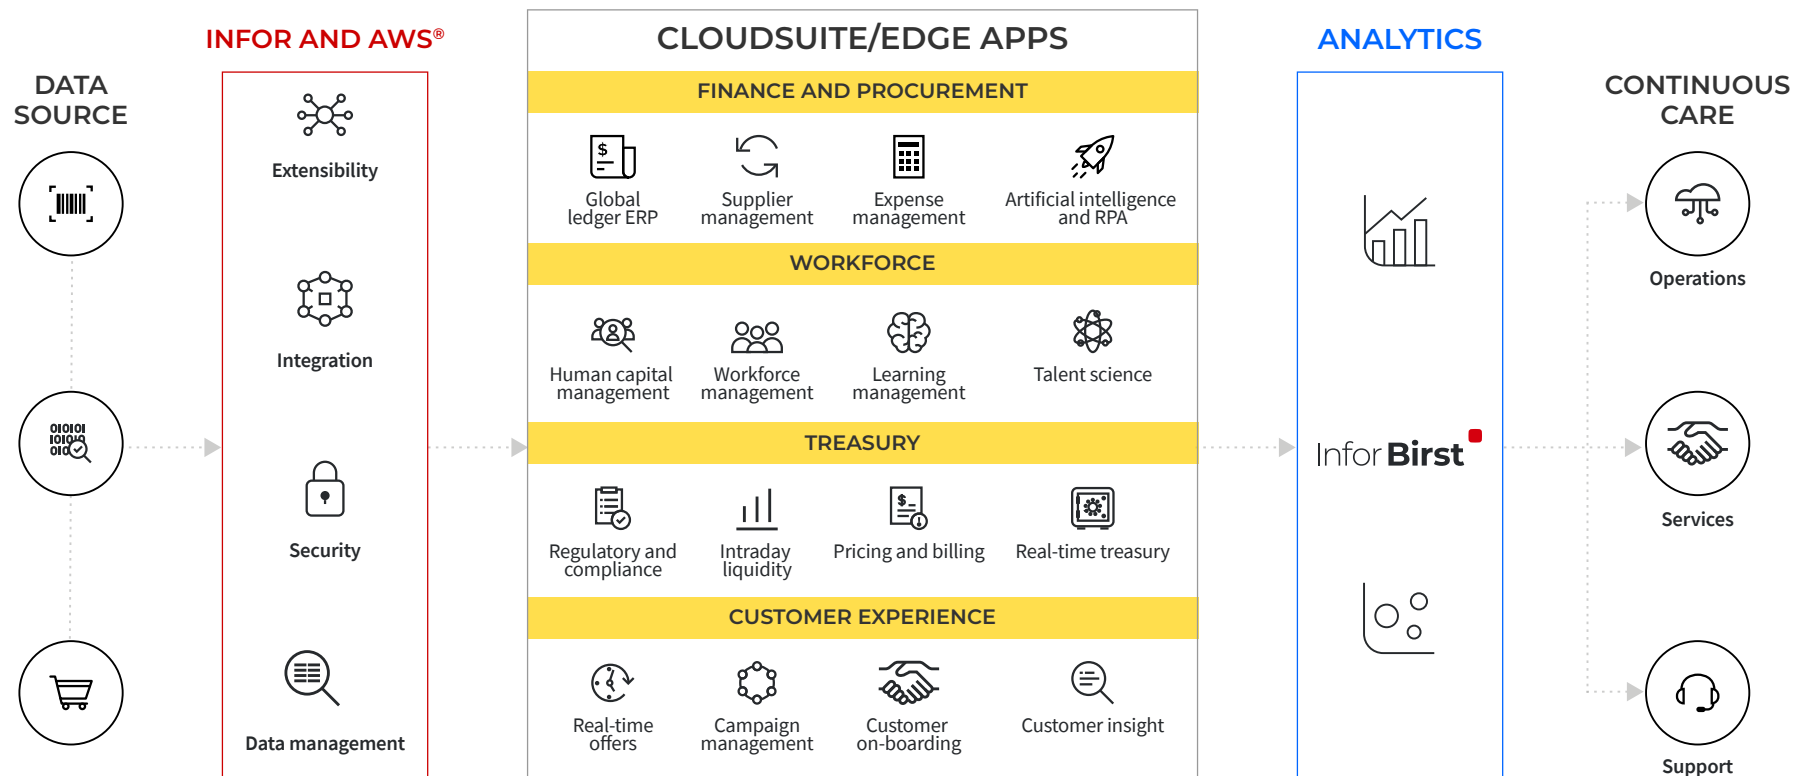 DATA
SOURCE
INFOR AND AWS®
Extensibility
Integration
Security
Data management
CLOUDSUITE/EDGE APPS
FINANCE AND PROCUREMENT
Global
ledger ERP
Supplier
management
Expense
management
Artificial intelligence
and RPA
WORKFORCE
Human capital
management
Workforce
management
Learning
management
Talent science
TREASURY
Regulatory and
compliance
Intraday
liquidity
Pricing and billing
Real-time treasury
CUSTOMER EXPERIENCE
Real-time
offers
Campaign
management
Customer
on-boarding
Customer insight
ANALYTICS
Infor Birst
CONTINUOUS
CARE
Operations
Services
Support